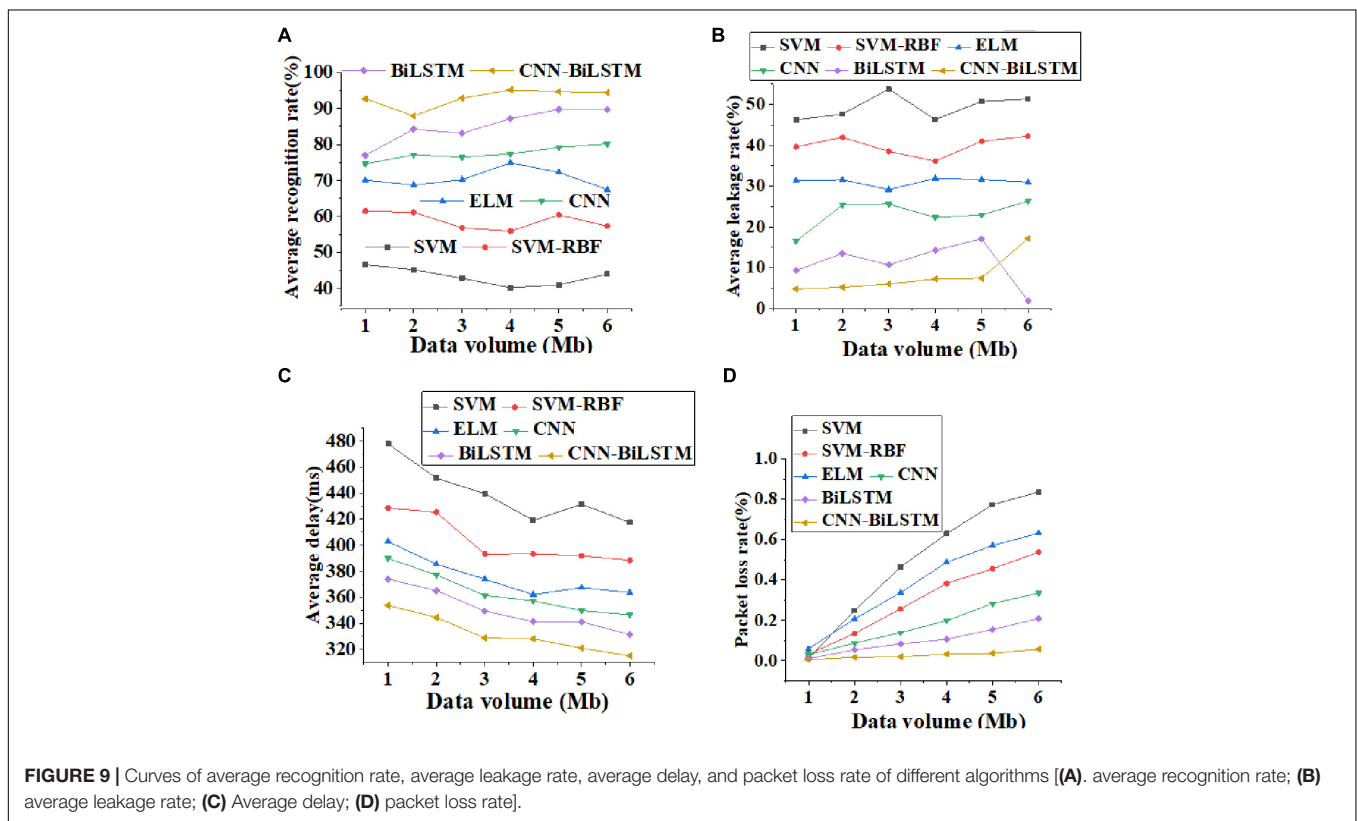 A
BiLSTM CNN-BiLSTM
ELM CNN
SVM SVM-RBF
Average recognition rate(%)
100
90
80
70
60
50
40
1 2 3 4 5 6
Data volume (Mb)
B
SVM SVM-RBF ELM
CNN BiLSTM CNN-BiLSTM
Average leakage rate(%)
50
40
30
20
10
0
1 2 3 4 5 6
Data volume (Mb)
C
SVM SVM-RBF
ELM CNN
BiLSTM CNN-BiLSTM
Average delay(ms)
480
460
440
420
400
380
360
340
320
1 2 3 4 5 6
Data volume (Mb)
D
SVM
SVM-RBF
ELM CNN
BiLSTM
CNN-BiLSTM
Packet loss rate(%)
1.0
0.8
0.6
0.4
0.2
0.0
1 2 3 4 5 6
Data volume (Mb)
FIGURE 9 | Curves of average recognition rate, average leakage rate, average delay, and packet loss rate of different algorithms [(A). average recognition rate; (B)
average leakage rate; (C) Average delay; (D) packet loss rate].